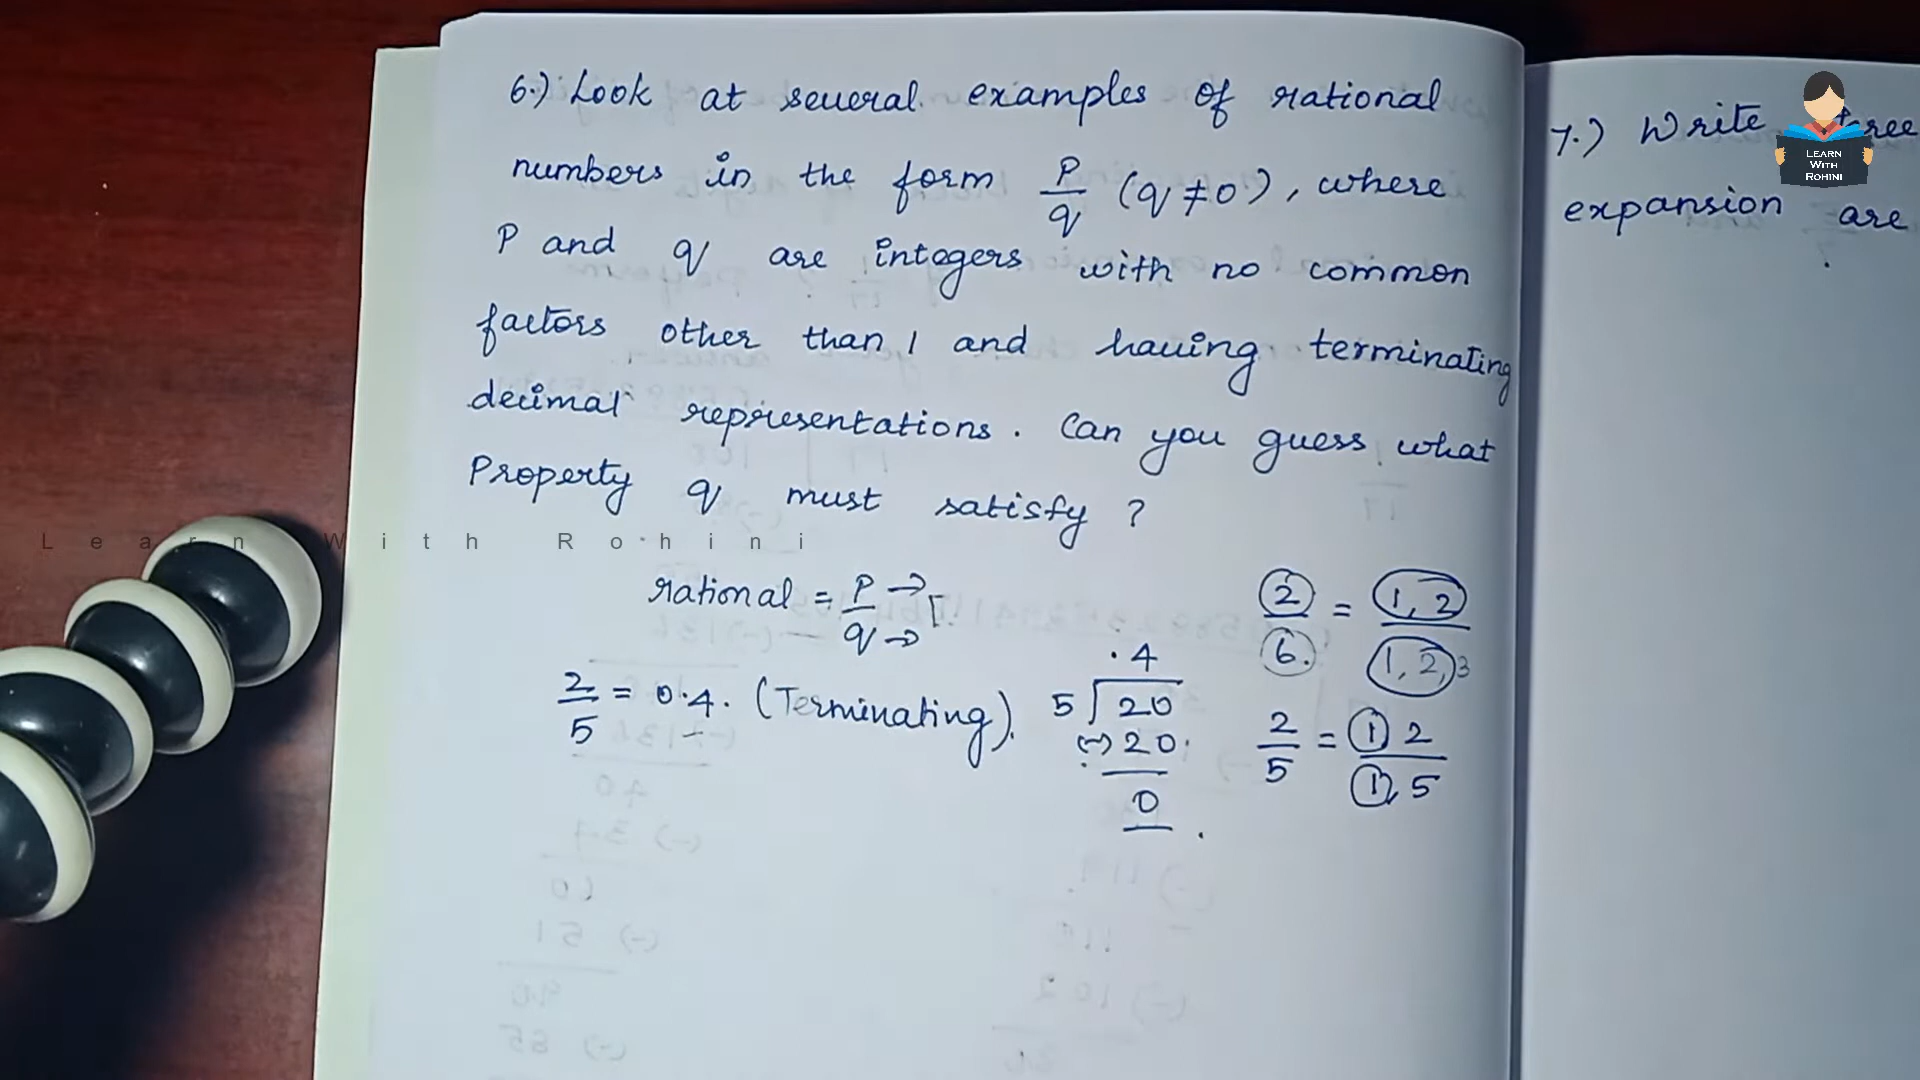 6.) Look at several examples of rational
numbers in the form P/q (q ≠ 0), where
P and q are integers with no common
factors other than 1 and having terminating
decimal representations. Can you guess what
Property q must satisfy ?
Learn With Rohini
rational = P/q → I
→
2/5 = 0.4. (Terminating).
.4
5 ) 20
(-) 20
0
2/6 = 1, 2 / 1, 2, 3
2/5 = 1 2 / 1, 5
7.) Write three
expansion are
LEARN
WITH
ROHINI